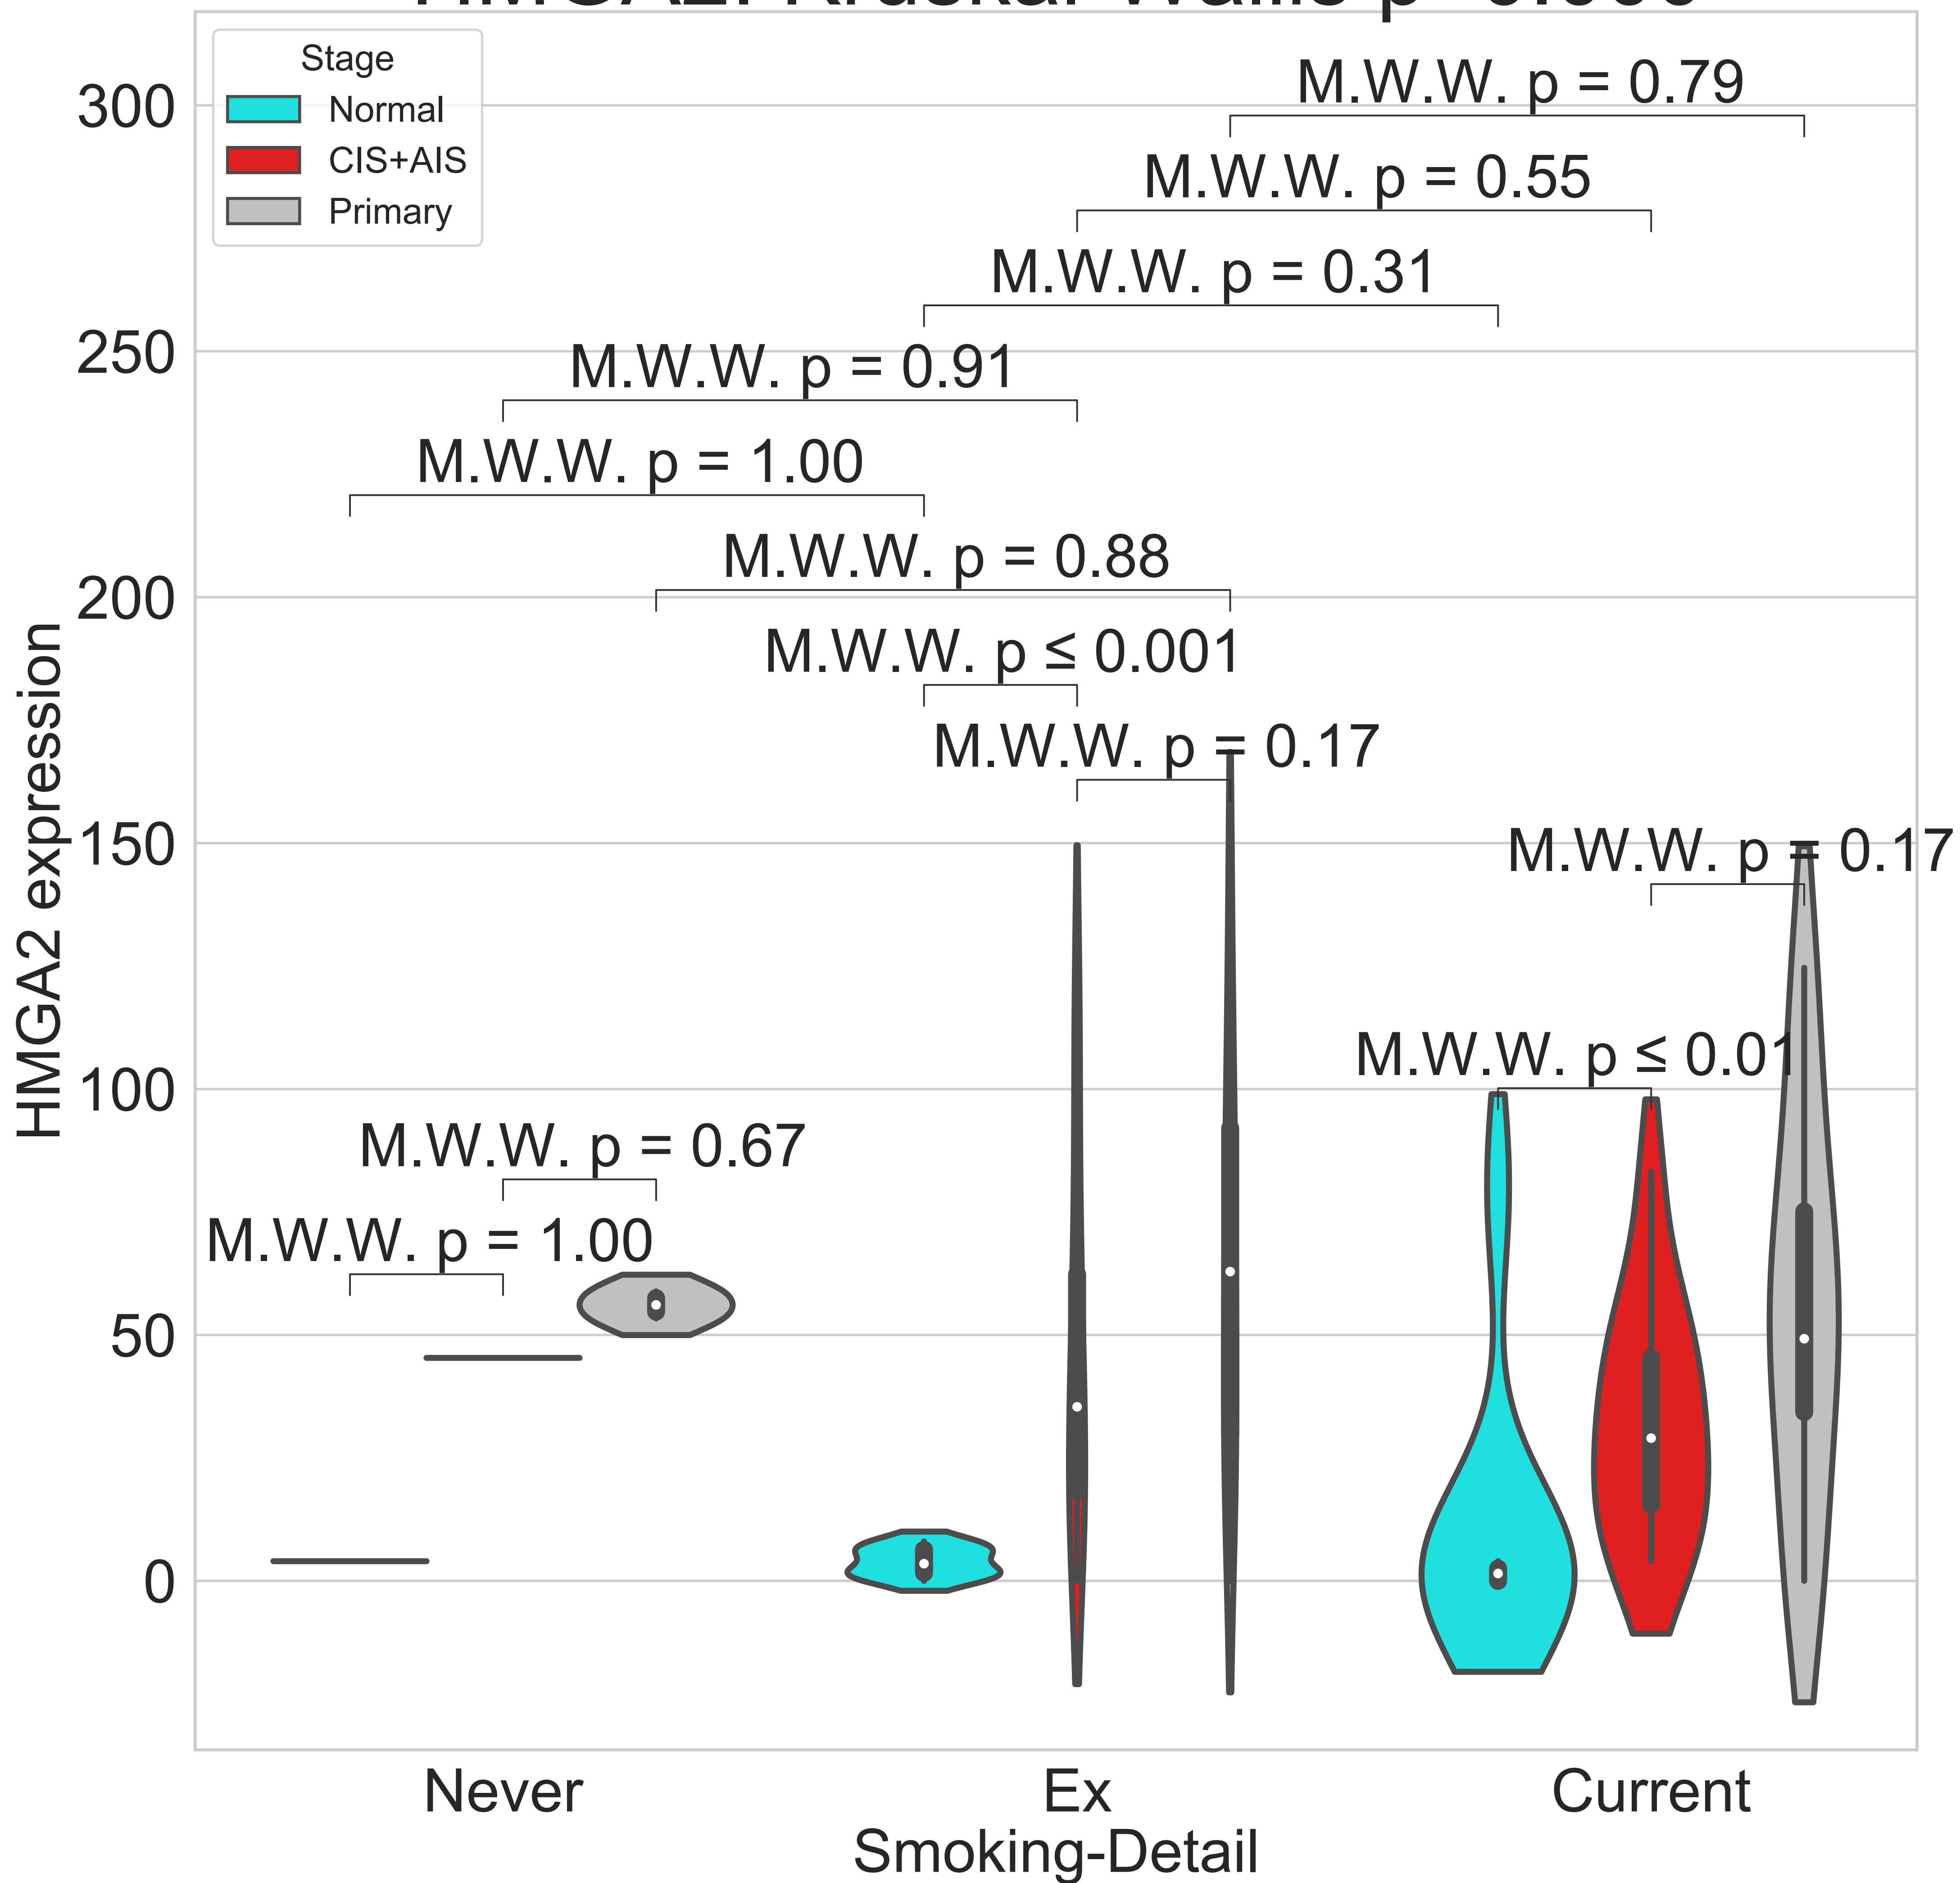 Stage
Normal
CIS+AIS
Primary
M.W.W. p = 0.79
M.W.W. p = 0.55
M.W.W. p = 0.31
M.W.W. p = 0.91
M.W.W. p = 1.00
M.W.W. p = 0.88
M.W.W. p ≤ 0.001
M.W.W. p = 0.17
M.W.W. p = 0.17
M.W.W. p ≤ 0.01
M.W.W. p = 0.67
M.W.W. p = 1.00
300
250
200
150
100
50
0
HMGA2 expression
Never
Ex
Current
Smoking-Detail